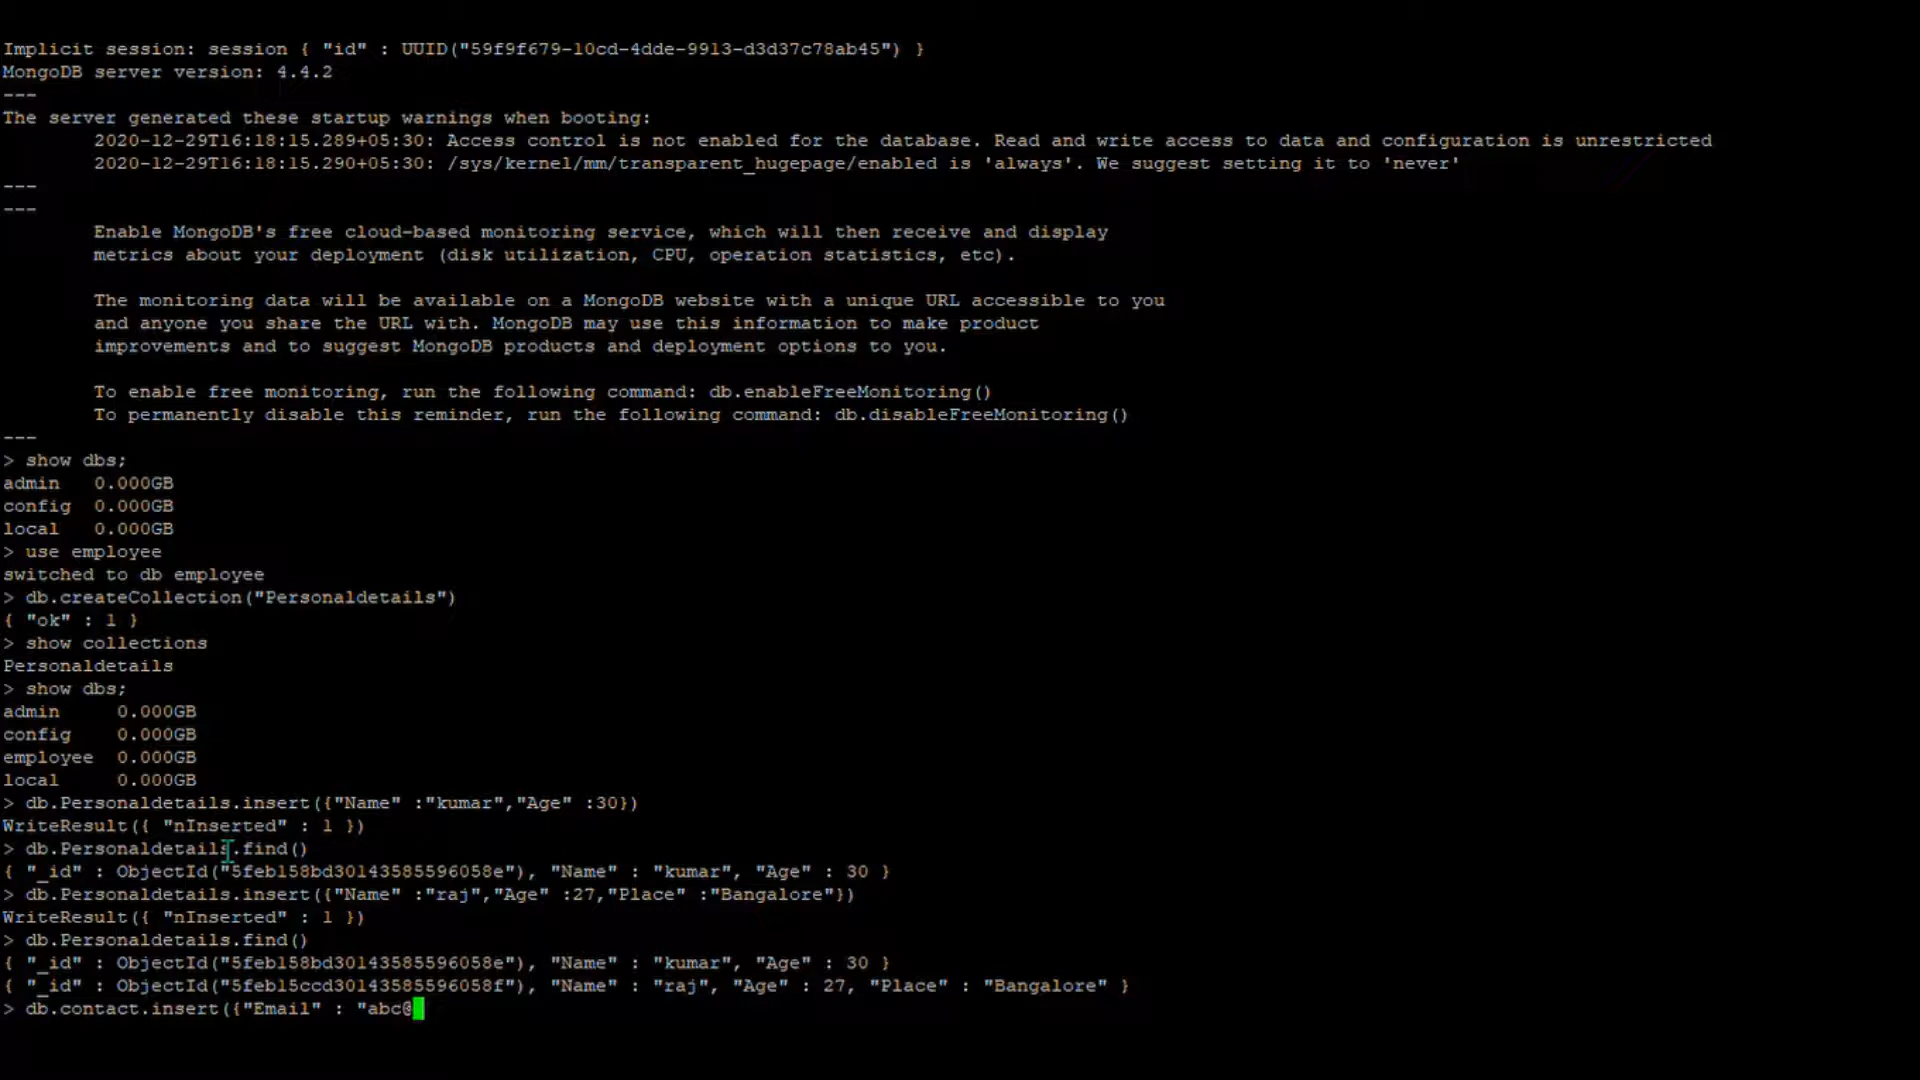 Implicit session: session { "id" : UUID("59f9f679-10cd-4dde-9913-d3d37c78ab45") }
MongoDB server version: 4.4.2
---
The server generated these startup warnings when booting:
        2020-12-29T16:18:15.289+05:30: Access control is not enabled for the database. Read and write access to data and configuration is unrestricted
        2020-12-29T16:18:15.290+05:30: /sys/kernel/mm/transparent_hugepage/enabled is 'always'. We suggest setting it to 'never'
---
---
        Enable MongoDB's free cloud-based monitoring service, which will then receive and display
        metrics about your deployment (disk utilization, CPU, operation statistics, etc).
        The monitoring data will be available on a MongoDB website with a unique URL accessible to you
        and anyone you share the URL with. MongoDB may use this information to make product
        improvements and to suggest MongoDB products and deployment options to you.
        To enable free monitoring, run the following command: db.enableFreeMonitoring()
        To permanently disable this reminder, run the following command: db.disableFreeMonitoring()
---
> show dbs;
admin   0.000GB
config  0.000GB
local   0.000GB
> use employee
switched to db employee
> db.createCollection("Personaldetails")
{ "ok" : 1 }
> show collections
Personaldetails
> show dbs;
admin     0.000GB
config    0.000GB
employee  0.000GB
local     0.000GB
> db.Personaldetails.insert({"Name" :"kumar","Age" :30})
WriteResult({ "nInserted" : 1 })
> db.Personaldetails.find()
{ "_id" : ObjectId("5feb158bd30143585596058e"), "Name" : "kumar", "Age" : 30 }
> db.Personaldetails.insert({"Name" :"raj","Age" :27,"Place" :"Bangalore"})
WriteResult({ "nInserted" : 1 })
> db.Personaldetails.find()
{ "_id" : ObjectId("5feb158bd30143585596058e"), "Name" : "kumar", "Age" : 30 }
{ "_id" : ObjectId("5feb15ccd30143585596058f"), "Name" : "raj", "Age" : 27, "Place" : "Bangalore" }
> db.contact.insert({"Email" : "abc@